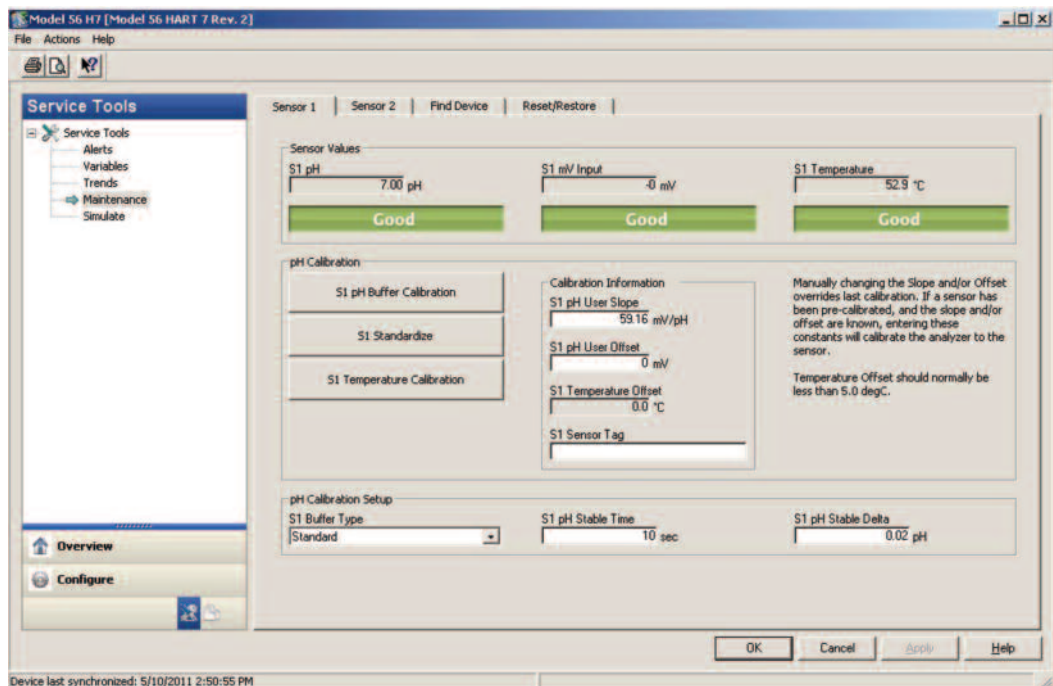 Model 56 H7 [Model 56 HART 7 Rev. 2]
File Actions Help
Service Tools
Service Tools
Alerts
Variables
Trends
Maintenance
Simulate
Overview
Configure
Sensor 1 | Sensor 2 | Find Device | Reset/Restore |
Sensor Values
S1 pH
7.00 pH
Good
S1 mV Input
-0 mV
Good
S1 Temperature
52.9 °C
Good
pH Calibration
S1 pH Buffer Calibration
S1 Standardize
S1 Temperature Calibration
Calibration Information
S1 pH User Slope
59.16 mV/pH
S1 pH User Offset
0 mV
S1 Temperature Offset
0.0 °C
S1 Sensor Tag
Manually changing the Slope and/or Offset
overrides last calibration. If a sensor has
been pre-calibrated, and the slope and/or
offset are known, entering these
constants will calibrate the analyzer to the
sensor.
Temperature Offset should normally be
less than 5.0 degC.
pH Calibration Setup
S1 Buffer Type
Standard
S1 pH Stable Time
10 sec
S1 pH Stable Delta
0.02 pH
OK Cancel Apply Help
Device last synchronized: 5/10/2011 2:50:55 PM